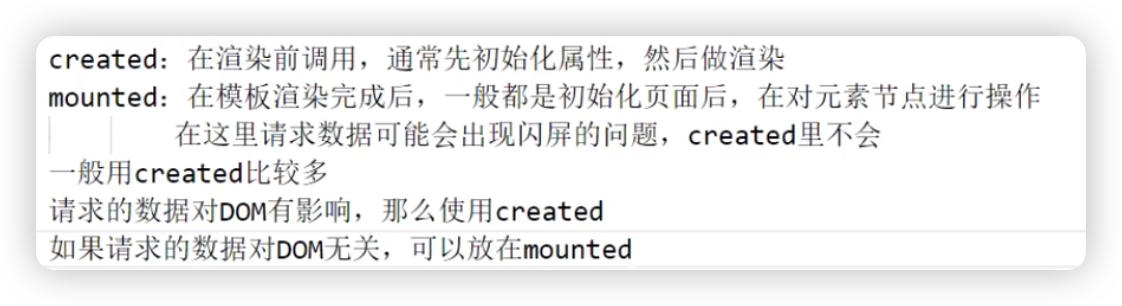 created：在渲染前调用，通常先初始化属性，然后做渲染
mounted：在模板渲染完成后，一般都是初始化页面后，在对元素节点进行操作
在这里请求数据可能会出现闪屏的问题，created里不会
一般用created比较多
请求的数据对DOM有影响，那么使用created
如果请求的数据对DOM无关，可以放在mounted